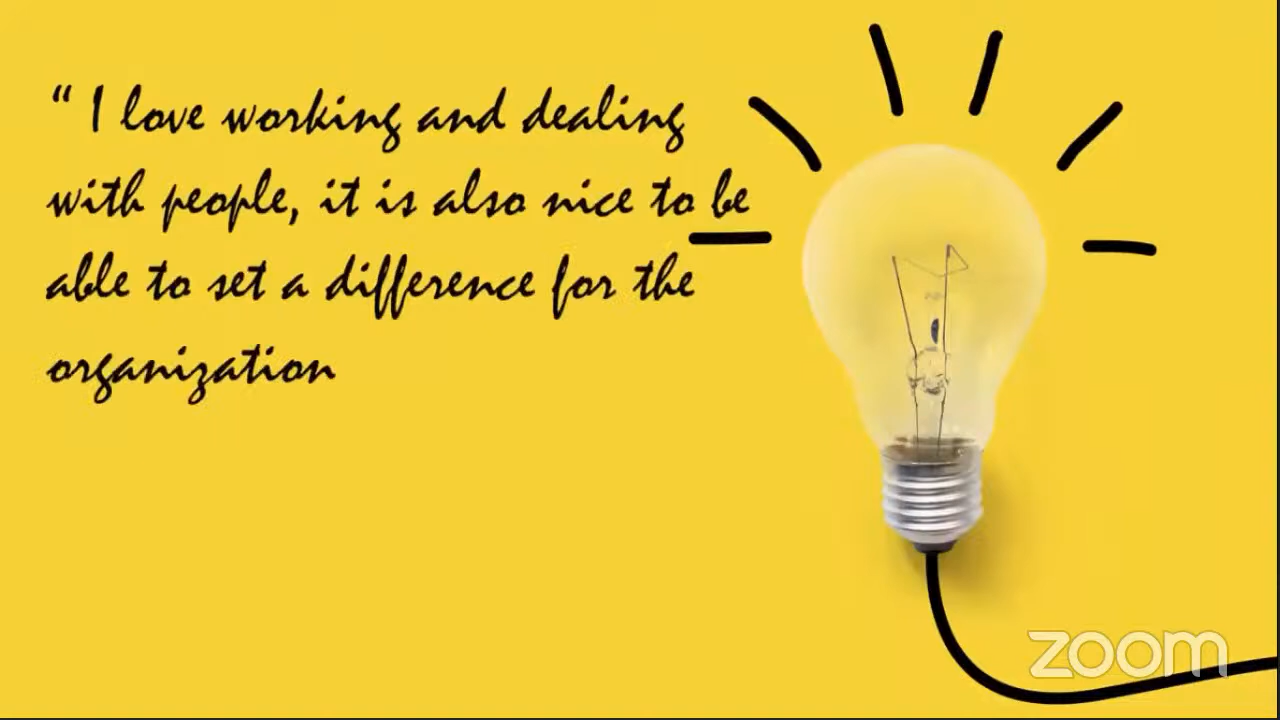 “ I love working and dealing
with people, it is also nice to be
able to set a difference for the
organization
zoom